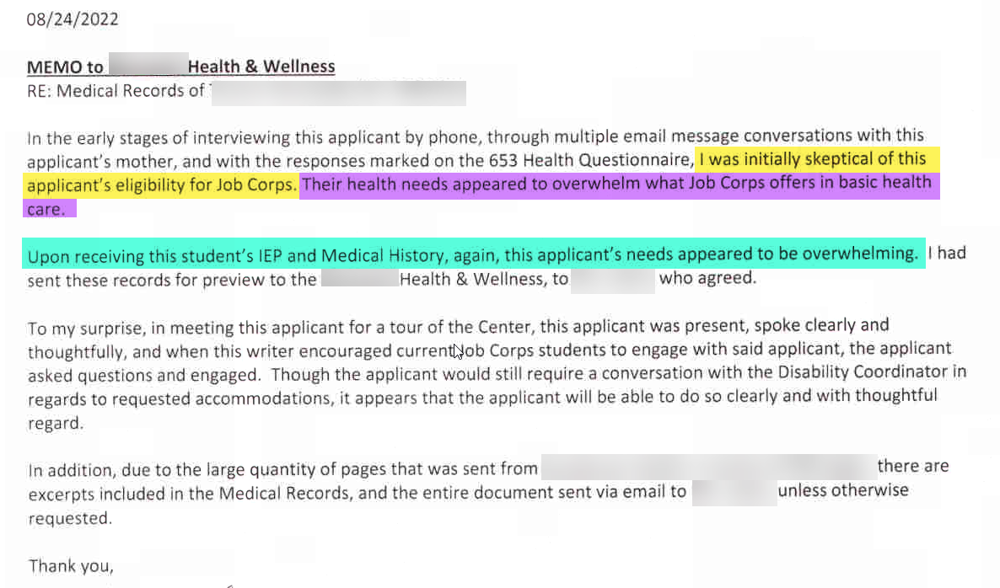 08/24/2022
MEMO to Health & Wellness
RE: Medical Records of
In the early stages of interviewing this applicant by phone, through multiple email message conversations with this
applicant's mother, and with the responses marked on the 653 Health Questionnaire, I was initially skeptical of this
applicant's eligibility for Job Corps. Their health needs appeared to overwhelm what Job Corps offers in basic health
care.
Upon receiving this student's IEP and Medical History, again, this applicant's needs appeared to be overwhelming. I had
sent these records for preview to the Health & Wellness, to who agreed.
To my surprise, in meeting this applicant for a tour of the Center, this applicant was present, spoke clearly and
thoughtfully, and when this writer encouraged current Job Corps students to engage with said applicant, the applicant
asked questions and engaged. Though the applicant would still require a conversation with the Disability Coordinator in
regards to requested accommodations, it appears that the applicant will be able to do so clearly and with thoughtful
regard.
In addition, due to the large quantity of pages that was sent from there are
excerpts included in the Medical Records, and the entire document sent via email to unless otherwise
requested.
Thank you,